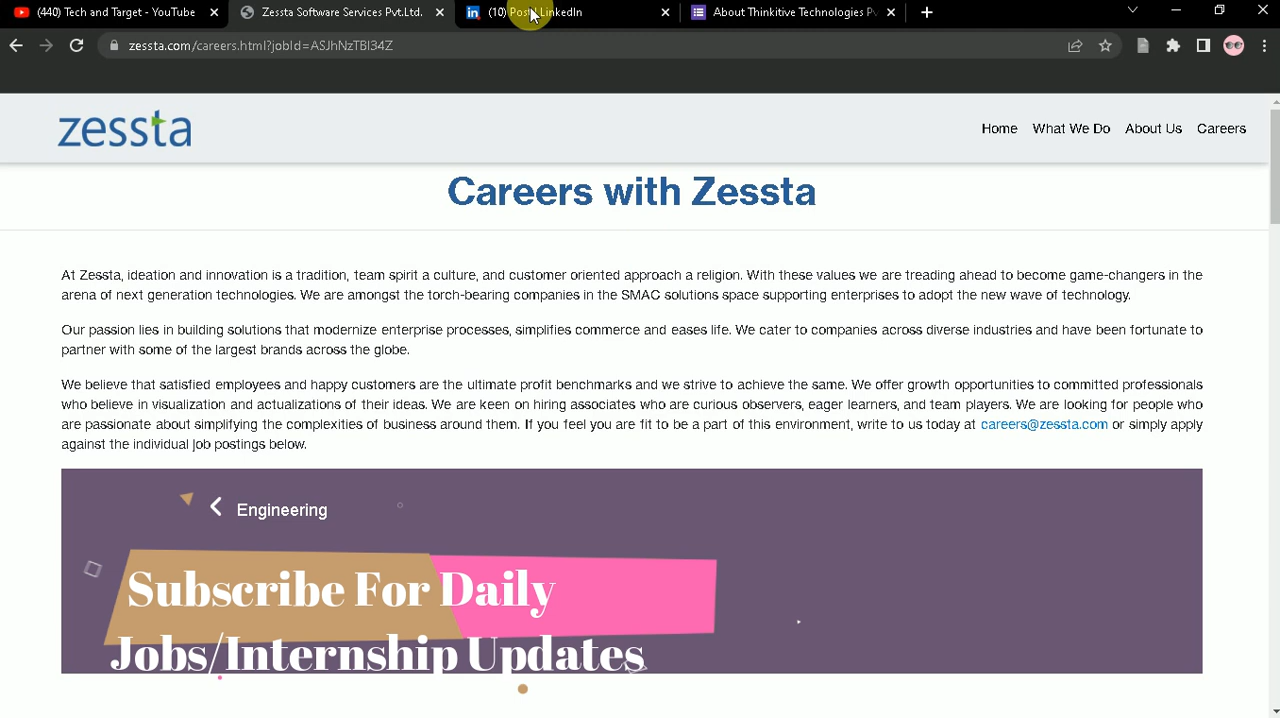 (440) Tech and Target - YouTube
Zessta Software Services Pvt.Ltd.
(10) Post LinkedIn
About Thinkitive Technologies P
zessta.com/careers.html?jobId=ASJhNzTBI34Z
zessta
Home What We Do About Us Careers
Careers with Zessta
At Zessta, ideation and innovation is a tradition, team spirit a culture, and customer oriented approach a religion. With these values we are treading ahead to become game-changers in the
arena of next generation technologies. We are amongst the torch-bearing companies in the SMAC solutions space supporting enterprises to adopt the new wave of technology.
Our passion lies in building solutions that modernize enterprise processes, simplifies commerce and eases life. We cater to companies across diverse industries and have been fortunate to
partner with some of the largest brands across the globe.
We believe that satisfied employees and happy customers are the ultimate profit benchmarks and we strive to achieve the same. We offer growth opportunities to committed professionals
who believe in visualization and actualizations of their ideas. We are keen on hiring associates who are curious observers, eager learners, and team players. We are looking for people who
are passionate about simplifying the complexities of business around them. If you feel you are fit to be a part of this environment, write to us today at careers@zessta.com or simply apply
against the individual job postings below.
Engineering
Subscribe For Daily
Jobs/Internship Updates